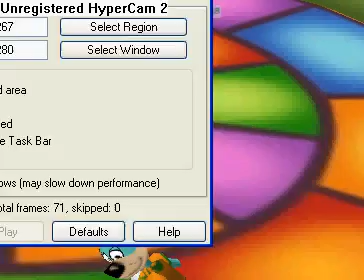 Unregistered HyperCam 2
267
Select Region
280
Select Window
d area
ed
e Task Bar
ows (may slow down performance)
otal frames: 71, skipped: 0
Play
Defaults
Help